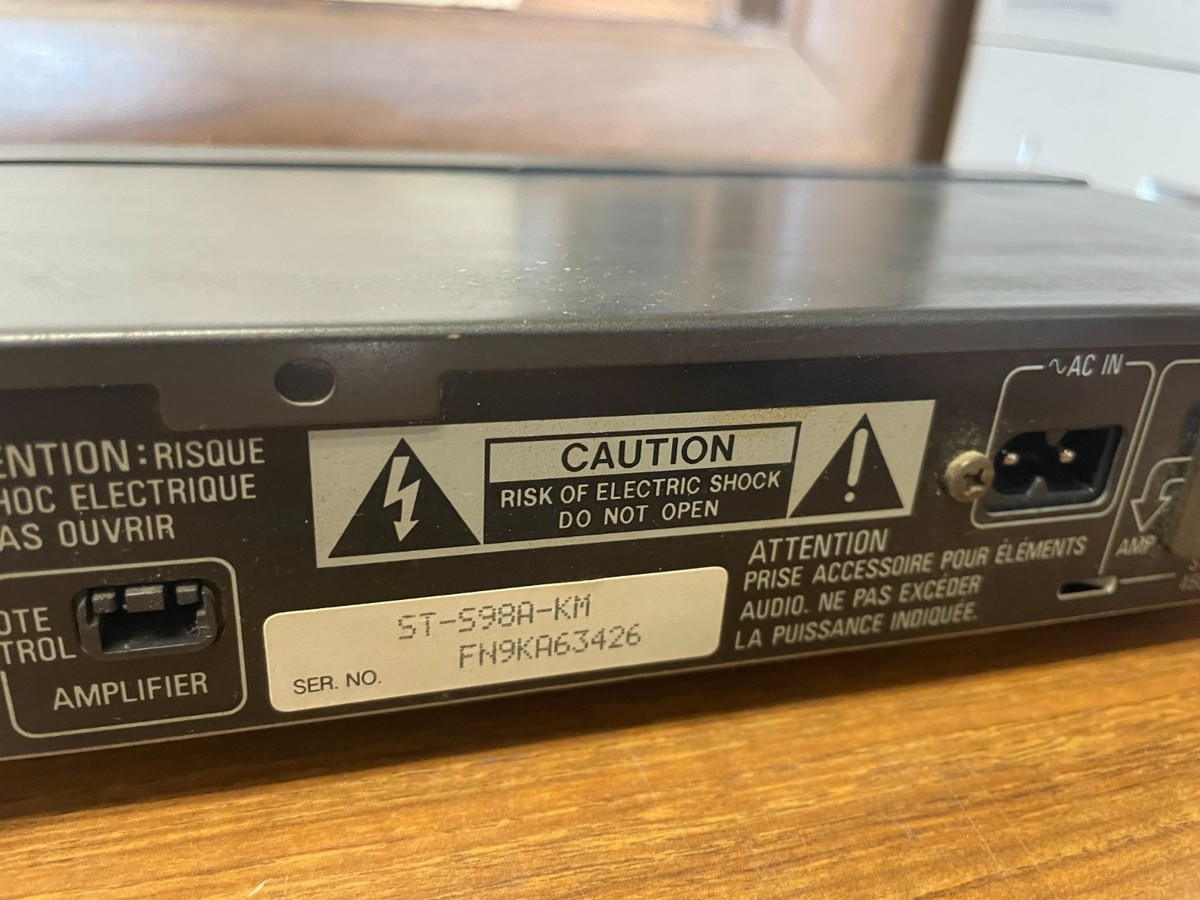 ENTION : RISQUE
HOC ELECTRIQUE
AS OUVRIR
CAUTION
RISK OF ELECTRIC SHOCK
DO NOT OPEN
∿AC IN
OTE
TROL
AMPLIFIER
ST-S98A-KM
FN9KA63426
SER. NO.
ATTENTION
PRISE ACCESSOIRE POUR ÉLÉMENTS
AUDIO. NE PAS EXCÉDER
LA PUISSANCE INDIQUÉE.
AMP